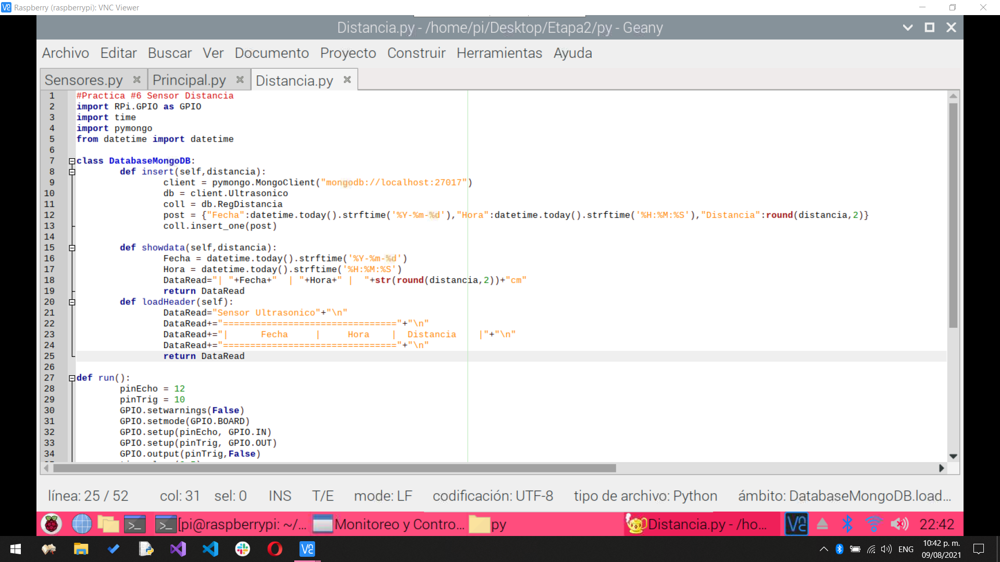 Raspberry (raspberrypi): VNC Viewer
Distancia.py - /home/pi/Desktop/Etapa2/py - Geany
Archivo Editar Buscar Ver Documento Proyecto Construir Herramientas Ayuda
Sensores.py Principal.py Distancia.py
1 #Practica #6 Sensor Distancia
2 import RPi.GPIO as GPIO
3 import time
4 import pymongo
5 from datetime import datetime
6
7 class DatabaseMongoDB:
8 def insert(self,distancia):
9 client = pymongo.MongoClient("mongodb://localhost:27017")
10 db = client.Ultrasonico
11 coll = db.RegDistancia
12 post = {"Fecha":datetime.today().strftime('%Y-%m-%d'),"Hora":datetime.today().strftime('%H:%M:%S'),"Distancia":round(distancia,2)}
13 coll.insert_one(post)
14
15 def showdata(self,distancia):
16 Fecha = datetime.today().strftime('%Y-%m-%d')
17 Hora = datetime.today().strftime('%H:%M:%S')
18 DataRead="| "+Fecha+"  | "+Hora+" |  "+str(round(distancia,2))+"cm"
19 return DataRead
20 def loadHeader(self):
21 DataRead="Sensor Ultrasonico"+"\n"
22 DataRead+="================================"+"\n"
23 DataRead+="|      Fecha     |     Hora    |  Distancia    |"+"\n"
24 DataRead+="================================"+"\n"
25 return DataRead
26
27 def run():
28 pinEcho = 12
29 pinTrig = 10
30 GPIO.setwarnings(False)
31 GPIO.setmode(GPIO.BOARD)
32 GPIO.setup(pinEcho, GPIO.IN)
33 GPIO.setup(pinTrig, GPIO.OUT)
34 GPIO.output(pinTrig,False)
línea: 25 / 52 col: 31 sel: 0 INS T/E mode: LF codificación: UTF-8 tipo de archivo: Python ámbito: DatabaseMongoDB.load...
[pi@raspberrypi: ~/... Monitoreo y Contro... py Distancia.py - /ho... 22:42
ENG 10:42 p. m.
09/08/2021